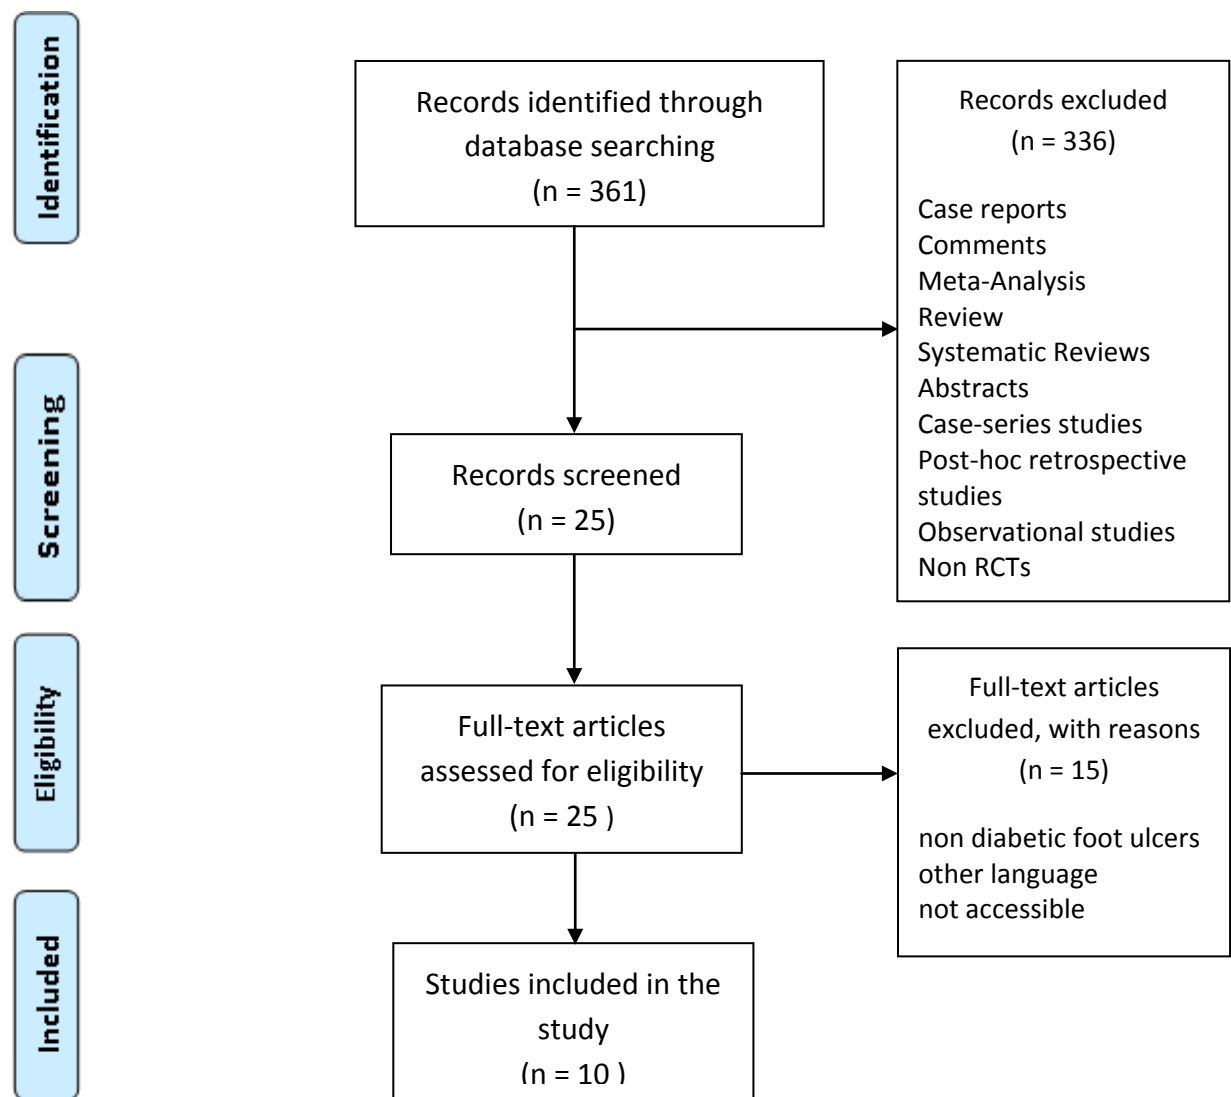 Identification
Records identified through
database searching
(n = 361)
Records excluded
(n = 336)
Case reports
Comments
Meta-Analysis
Review
Systematic Reviews
Abstracts
Case-series studies
Post-hoc retrospective
studies
Observational studies
Non RCTs
Screening
Records screened
(n = 25)
Eligibility
Full-text articles
assessed for eligibility
(n = 25 )
Full-text articles
excluded, with reasons
(n = 15)
non diabetic foot ulcers
other language
not accessible
Included
Studies included in the
study
(n = 10 )